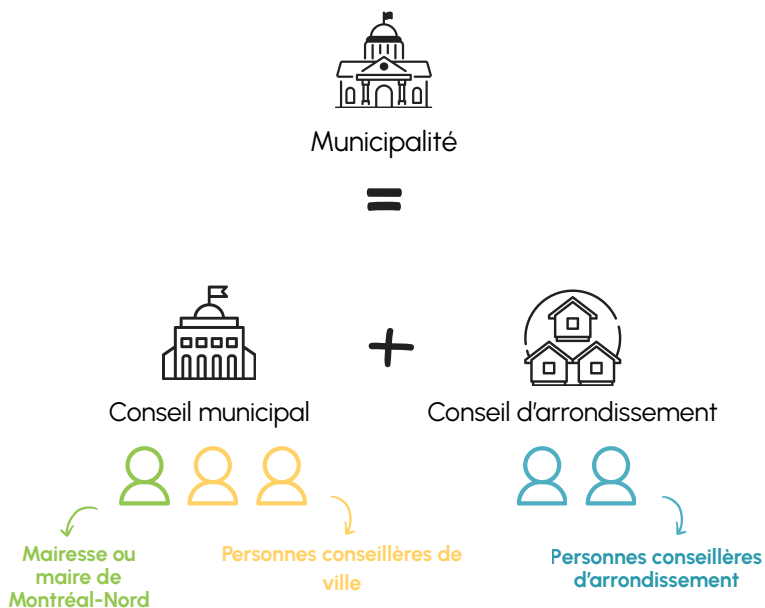 Municipalité
=
+
Conseil municipal
Conseil d'arrondissement
Mairesse ou
maire de
Montréal-Nord
Personnes conseillères de
ville
Personnes conseillères
d'arrondissement